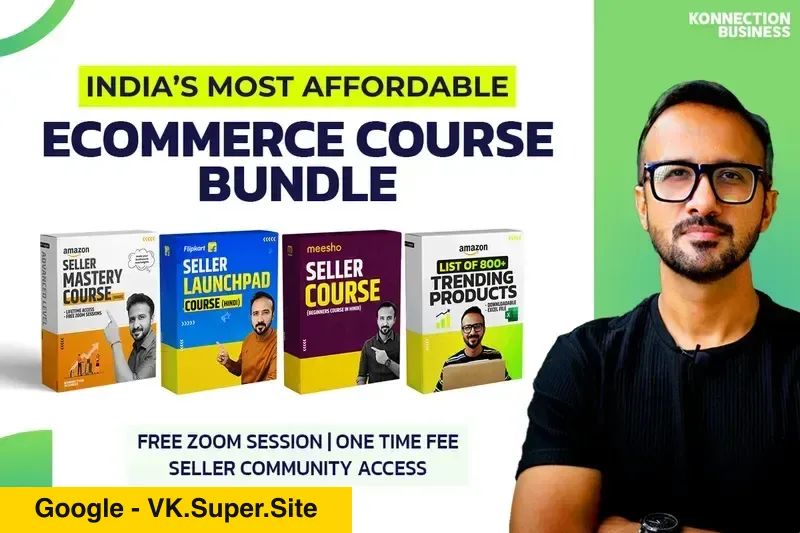 KONNECTION
BUSINESS
INDIA'S MOST AFFORDABLE
ECOMMERCE COURSE
BUNDLE
amazon
SELLER
MASTERY
COURSE
- LIFETIME ACCESS
- FREE ZOOM SESSIONS
KONNECTION
BUSINESS
ADVANCED LEVEL
Flipkart
SELLER
LAUNCHPAD
COURSE (HINDI)
meesho
SELLER
COURSE
(BEGINNERS COURSE IN HINDI)
amazon
LIST OF 800+
TRENDING
PRODUCTS
- DOWNLOADABLE
EXCEL FILE
FREE ZOOM SESSION | ONE TIME FEE
SELLER COMMUNITY ACCESS
Google - VK.Super.Site